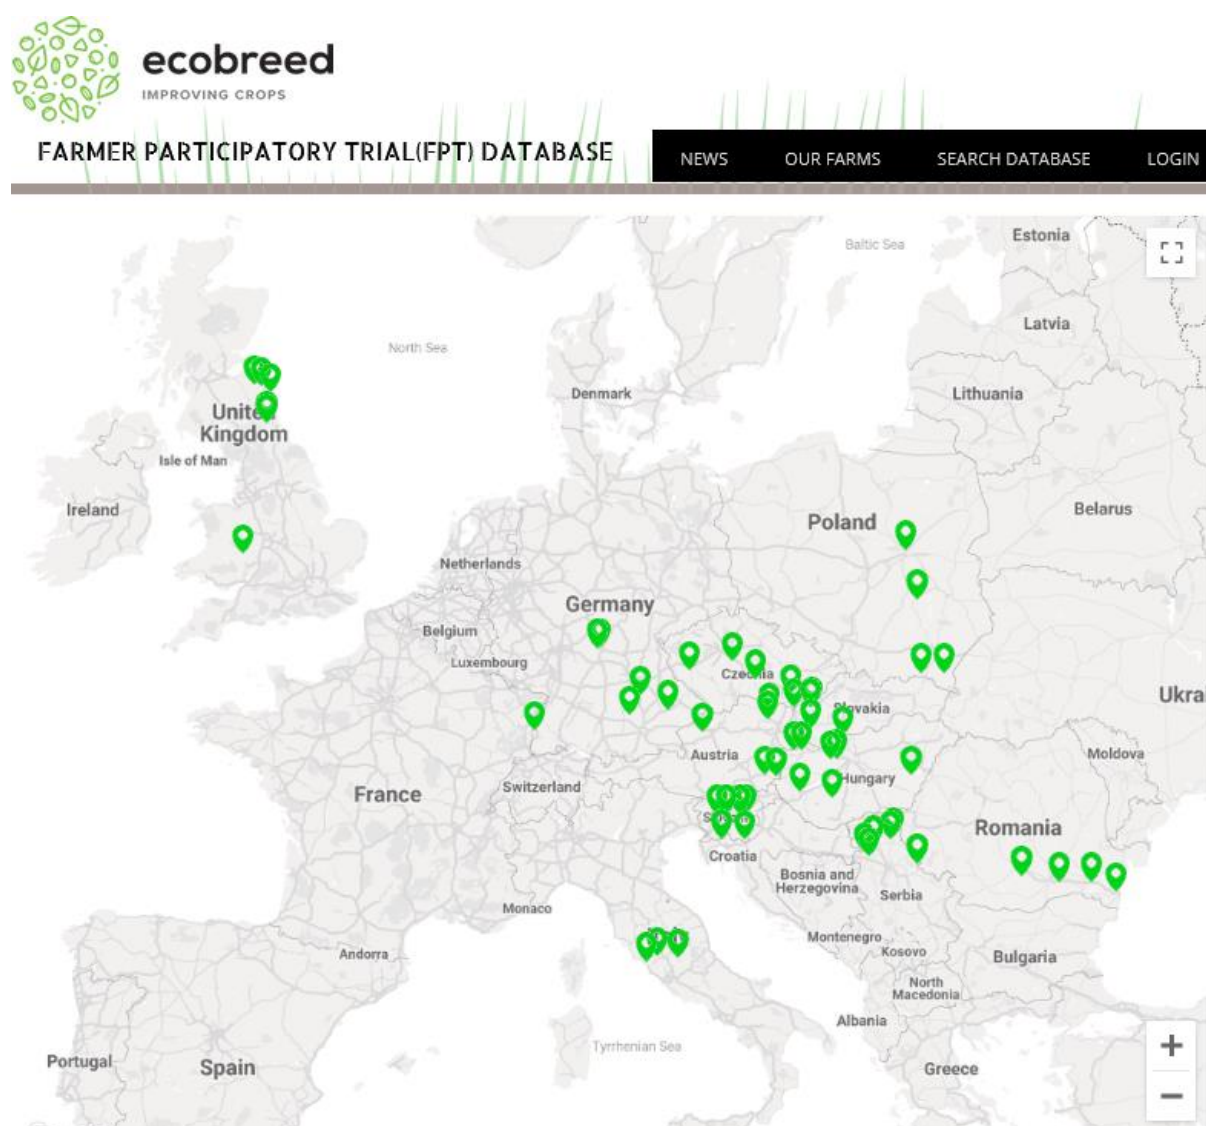 ecobreed
IMPROVING CROPS
FARMER PARTICIPATORY TRIAL(FPT) DATABASE
NEWS OUR FARMS SEARCH DATABASE LOGIN
Baltic Sea
Estonia
Latvia
North Sea
Denmark
Lithuania
United
Kingdom
Isle of Man
Ireland
Belarus
Poland
Netherlands
Germany
Belgium
Luxembourg
Czechia
Ukra
Slovakia
Austria
Moldova
Switzerland
Hungary
France
Romania
Croatia
Bosnia and
Herzegovina
Serbia
Monaco
Montenegro
Andorra
Kosovo
Bulgaria
North
Macedonia
Albania
Tyrrhenian Sea
Portugal
Spain
Greece
+
−